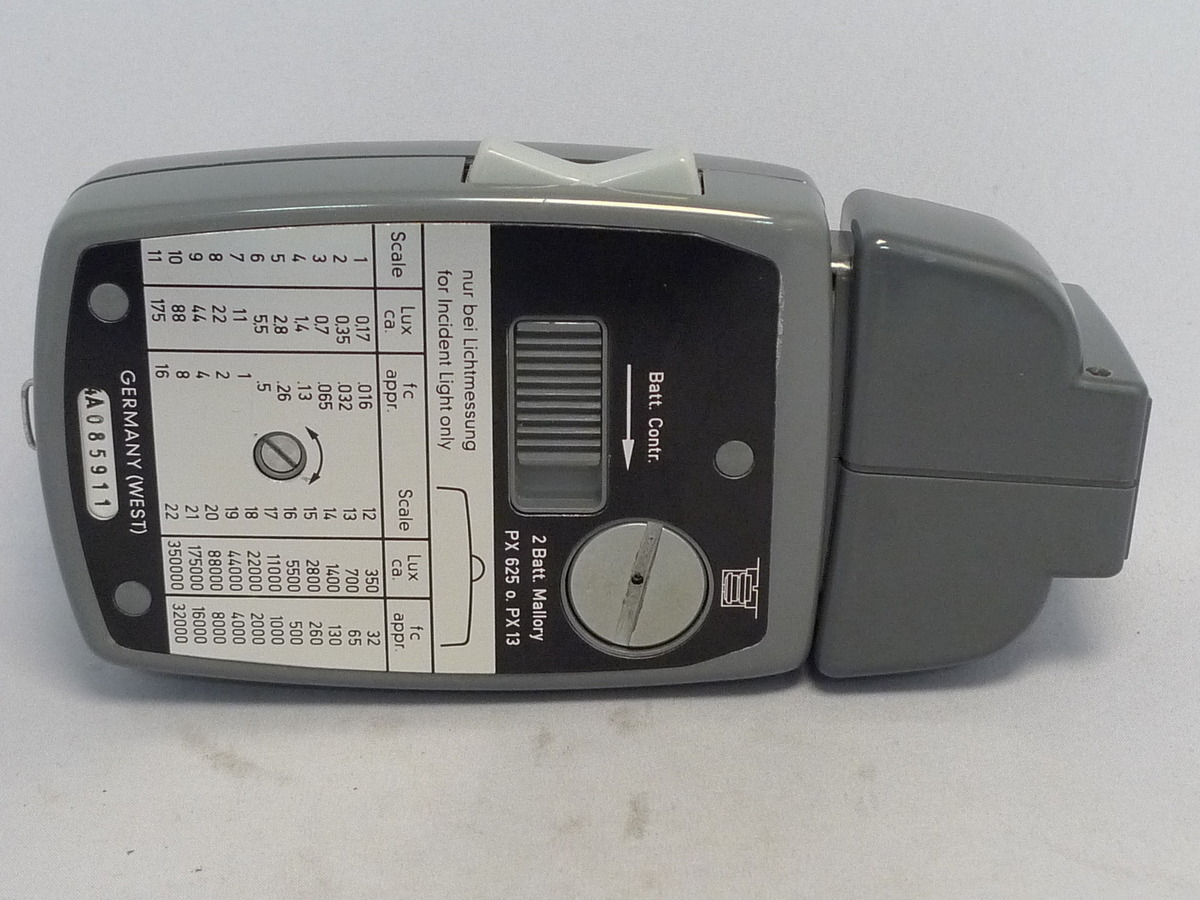 Batt. Contr.
2 Batt. Mallory
PX 625 o. PX 13
nur bei Lichtmessung
for Incident Light only
Scale Lux ca. fc appr. Scale Lux ca. fc appr.
1 0,17 .016 12 350 32
2 0,35 .032 13 700 65
3 0,7 .065 14 1400 130
4 1,4 .13 15 2800 260
5 2,8 .26 16 5500 500
6 5,5 .5 17 11000 1000
7 11 1 18 22000 2000
8 22 2 19 44000 4000
9 44 4 20 88000 8000
10 88 8 21 175000 16000
11 175 16 22 350000 32000
GERMANY (WEST)
A085911